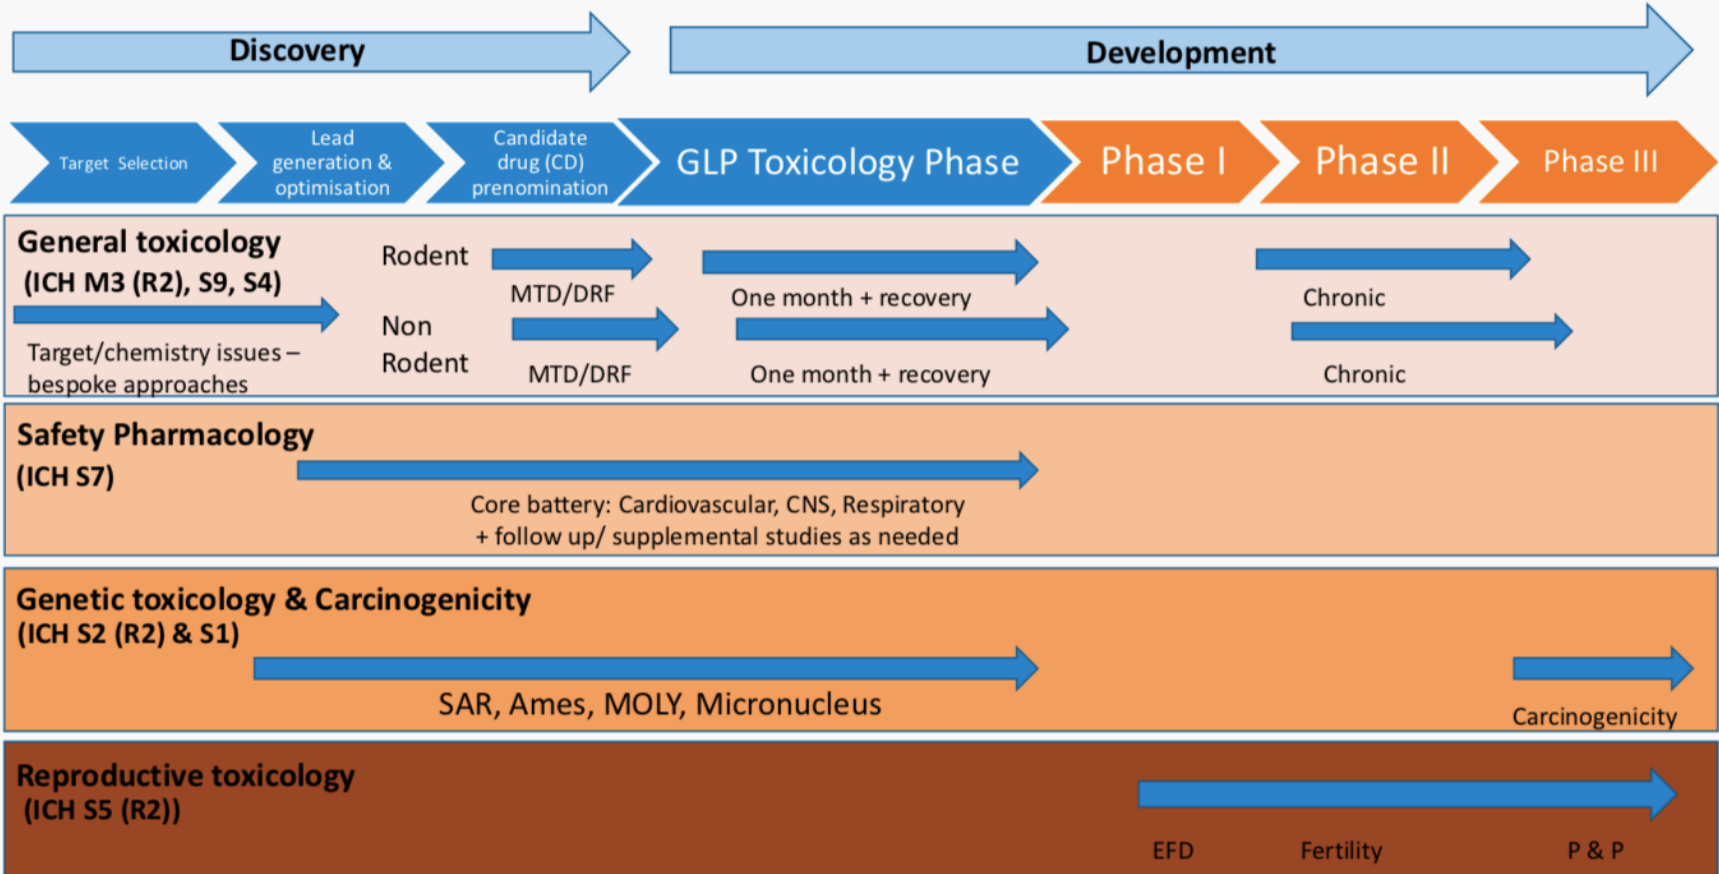 Discovery
Development
Target Selection
Lead
generation &
optimisation
Candidate
drug (CD)
prenomination
GLP Toxicology Phase
Phase I
Phase II
Phase III
General toxicology
(ICH M3 (R2), S9, S4)
Target/chemistry issues –
bespoke approaches
Rodent
MTD/DRF
One month + recovery
Chronic
Non
Rodent
MTD/DRF
One month + recovery
Chronic
Safety Pharmacology
(ICH S7)
Core battery: Cardiovascular, CNS, Respiratory
+ follow up/ supplemental studies as needed
Genetic toxicology & Carcinogenicity
(ICH S2 (R2) & S1)
SAR, Ames, MOLY, Micronucleus
Carcinogenicity
Reproductive toxicology
(ICH S5 (R2))
EFD
Fertility
P & P